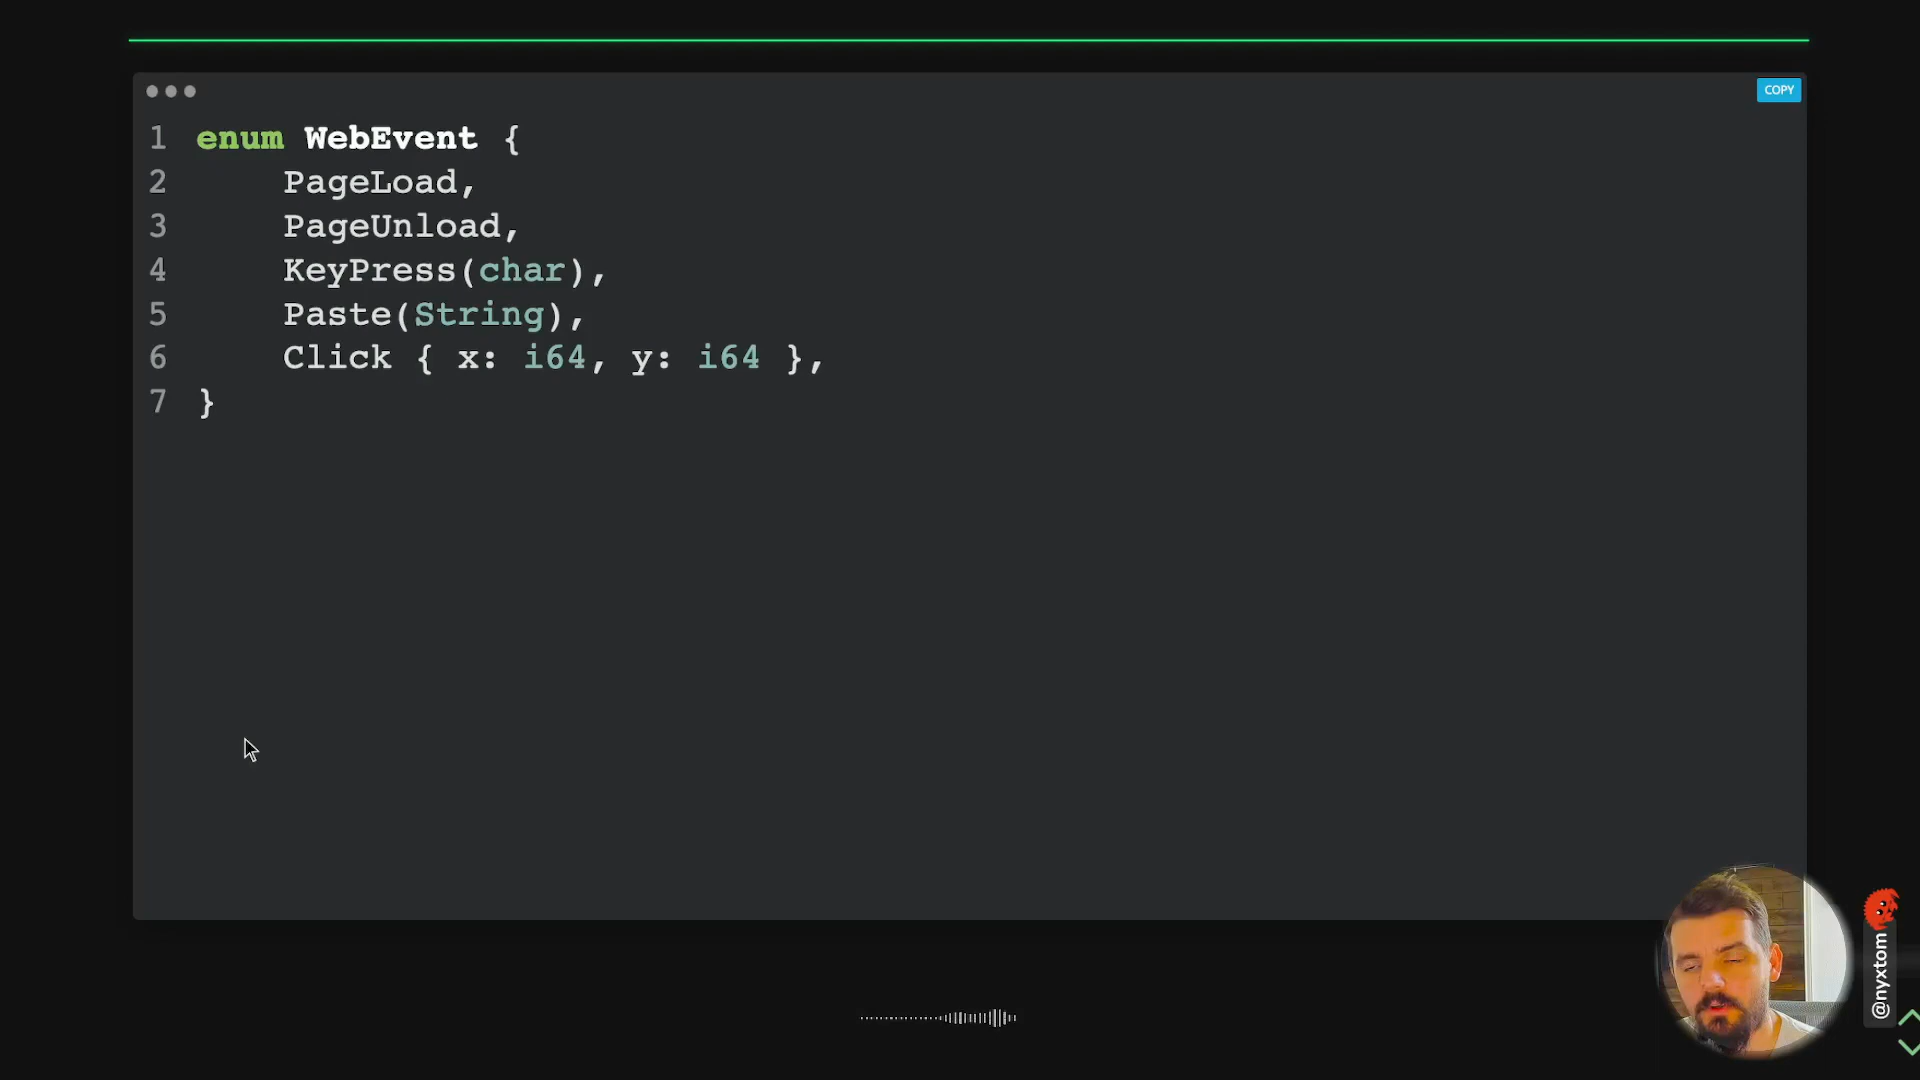 COPY
1 enum WebEvent {
2 PageLoad,
3 PageUnload,
4 KeyPress(char),
5 Paste(String),
6 Click { x: i64, y: i64 },
7 }
@nyxtom